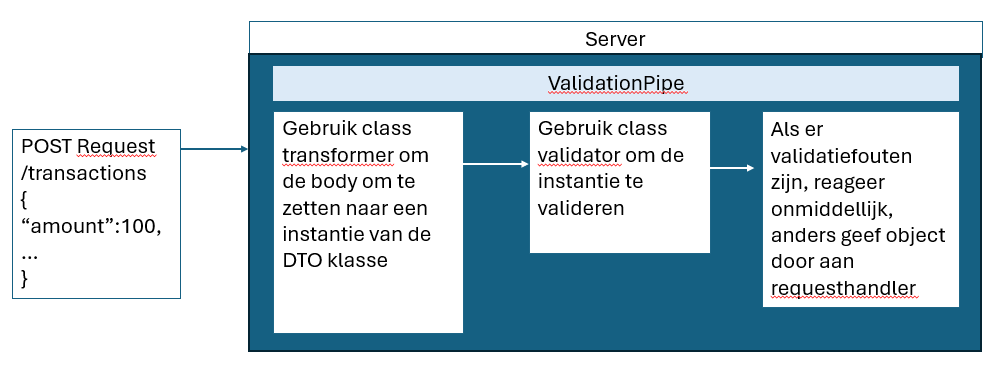 Server
ValidationPipe
POST Request
/transactions
{
“amount”:100,
…
}
Gebruik class
transformer om
de body om te
zetten naar een
instantie van de
DTO klasse
Gebruik class
validator om de
instantie te
valideren
Als er
validatiefouten
zijn, reageer
onmiddellijk,
anders geef object
door aan
requesthandler